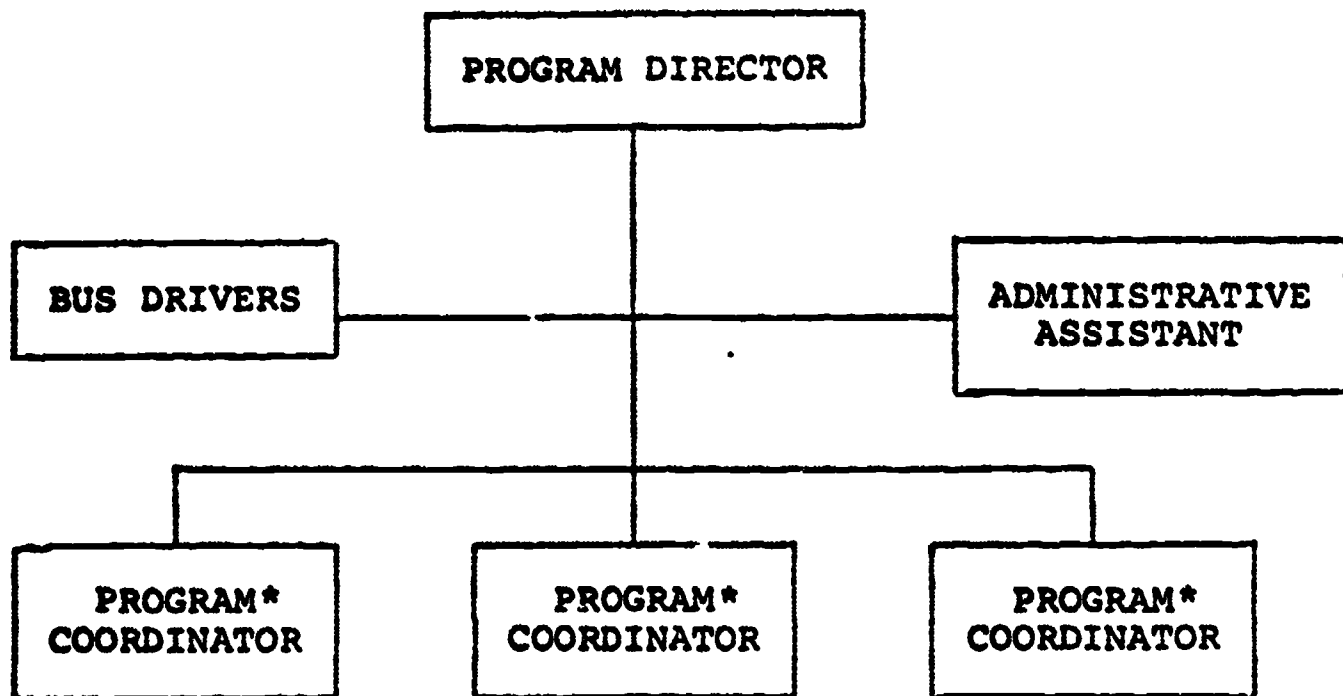 PROGRAM DIRECTOR
BUS DRIVERS
ADMINISTRATIVE
ASSISTANT
PROGRAM*
COORDINATOR
PROGRAM*
COORDINATOR
PROGRAM*
COORDINATOR